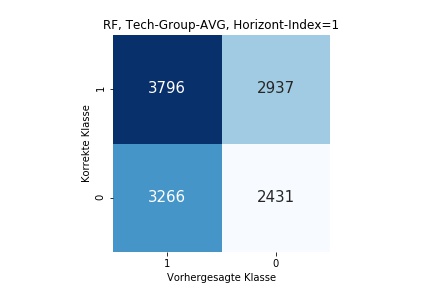 RF, Tech-Group-AVG, Horizont-Index=1
Korrekte Klasse
1
3796
2937
0
3266
2431
1
0
Vorhergesagte Klasse